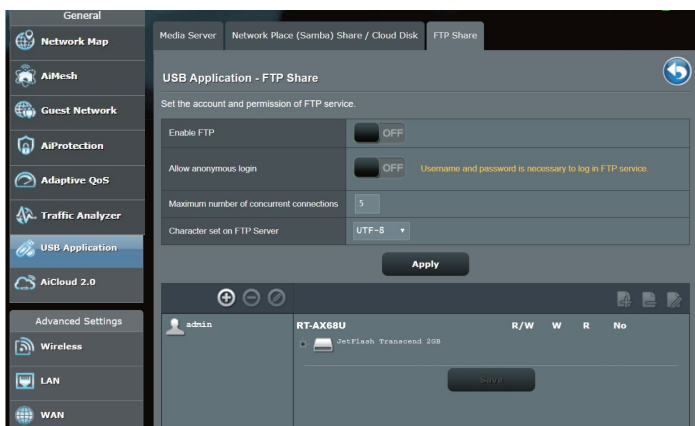 General
Network Map
AiMesh
Guest Network
AiProtection
Adaptive QoS
Traffic Analyzer
USB Application
AiCloud 2.0
Advanced Settings
Wireless
LAN
WAN
Media Server
Network Place (Samba) Share / Cloud Disk
FTP Share
USB Application - FTP Share
Set the account and permission of FTP service.
Enable FTP
OFF
Allow anonymous login
OFF
Username and password is necessary to log in FTP service.
Maximum number of concurrent connections
5
Character set on FTP Server
UTF-8
Apply
admin
RT-AX68U
R/W W R No
JetFlash Transcend 2GB
Save